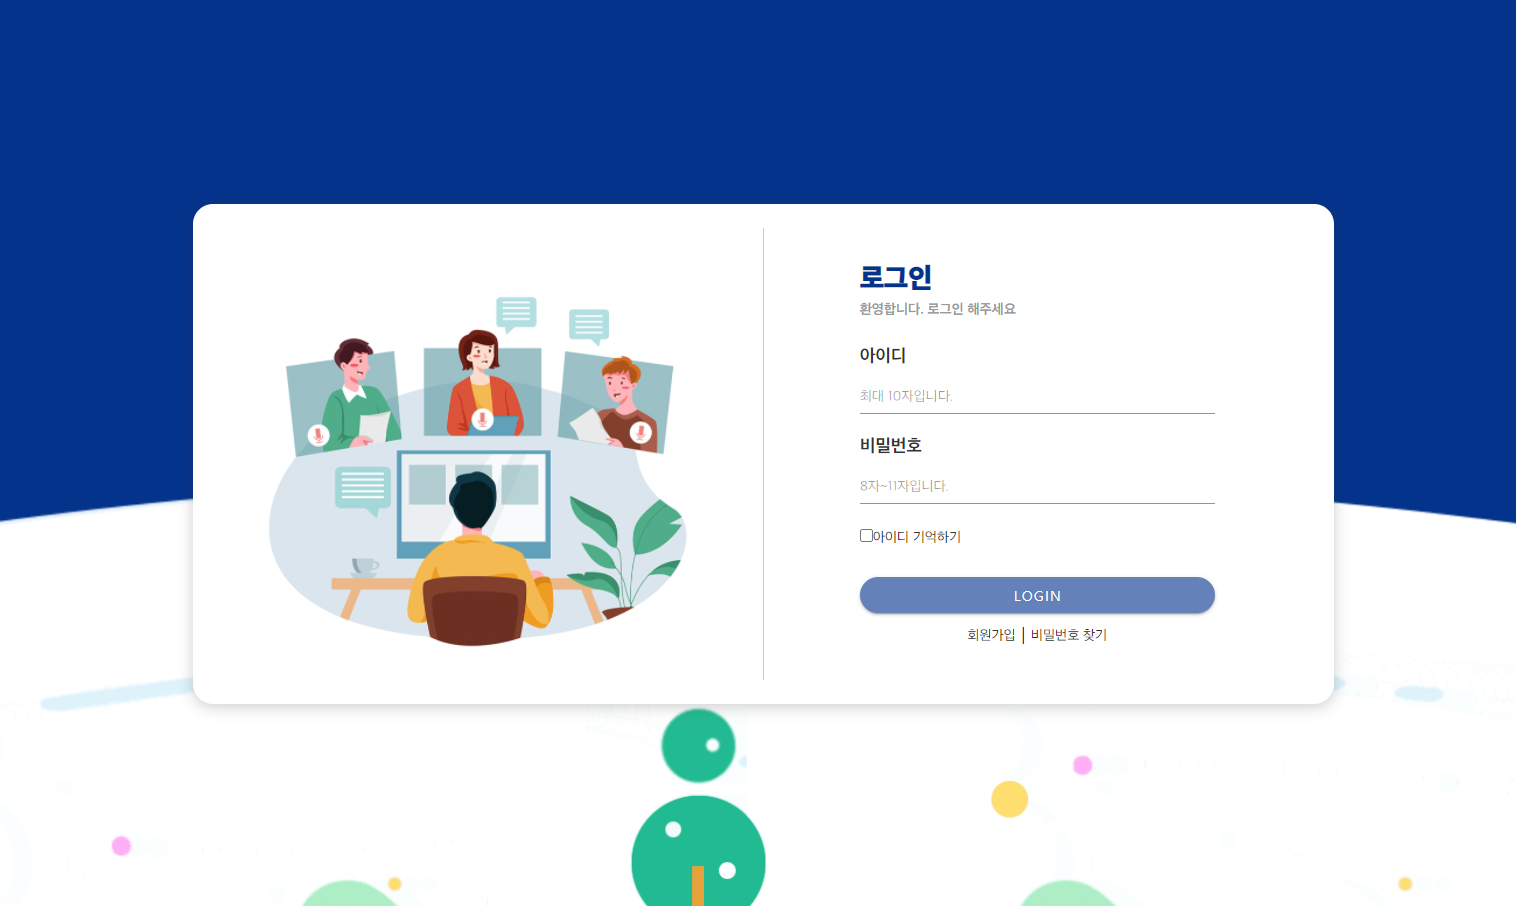 로그인
환영합니다. 로그인 해주세요
아이디
최대 10자입니다.
비밀번호
8자~11자입니다.
아이디 기억하기
LOGIN
회원가입 | 비밀번호 찾기